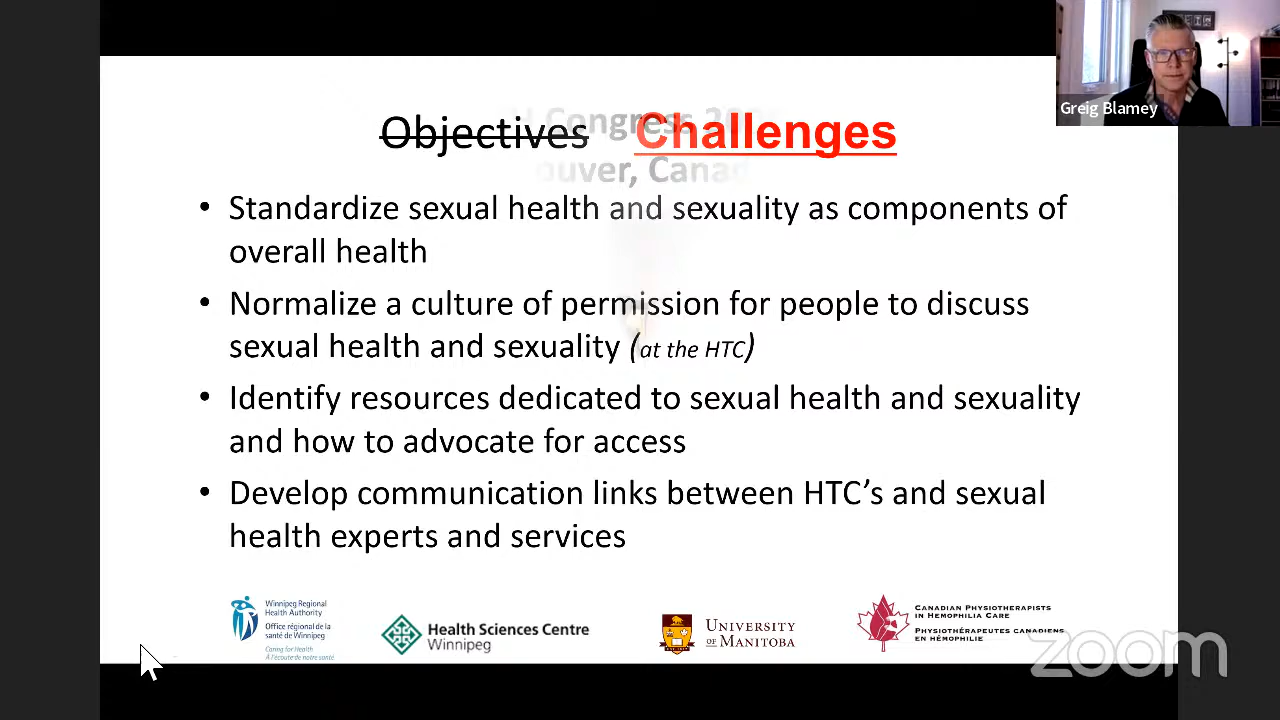 Greig Blamey
Congress
ouver, Canad
Objectives Challenges
• Standardize sexual health and sexuality as components of
overall health
• Normalize a culture of permission for people to discuss
sexual health and sexuality (at the HTC)
• Identify resources dedicated to sexual health and sexuality
and how to advocate for access
• Develop communication links between HTC’s and sexual
health experts and services
Winnipeg Regional
Health Authority
Office régional de la
santé de Winnipeg
Caring for Health
À l'écoute de notre santé
Health Sciences Centre
Winnipeg
UNIVERSITY
OF MANITOBA
CANADIAN PHYSIOTHERAPISTS
IN HEMOPHILIA CARE
PHYSIOTHÉRAPEUTES CANADIENS
EN HÉMOPHILIE
zoom